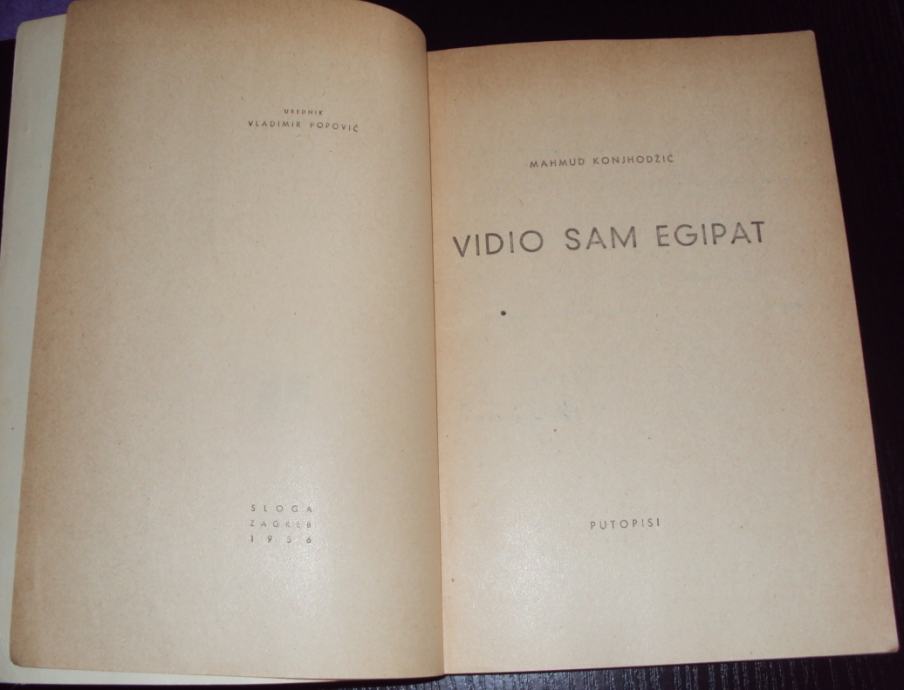 UREDNIK
VLADIMIR POPOVIĆ
SLOGA
ZAGREB
1956
MAHMUD KONJHODŽIĆ
VIDIO SAM EGIPAT
PUTOPISI